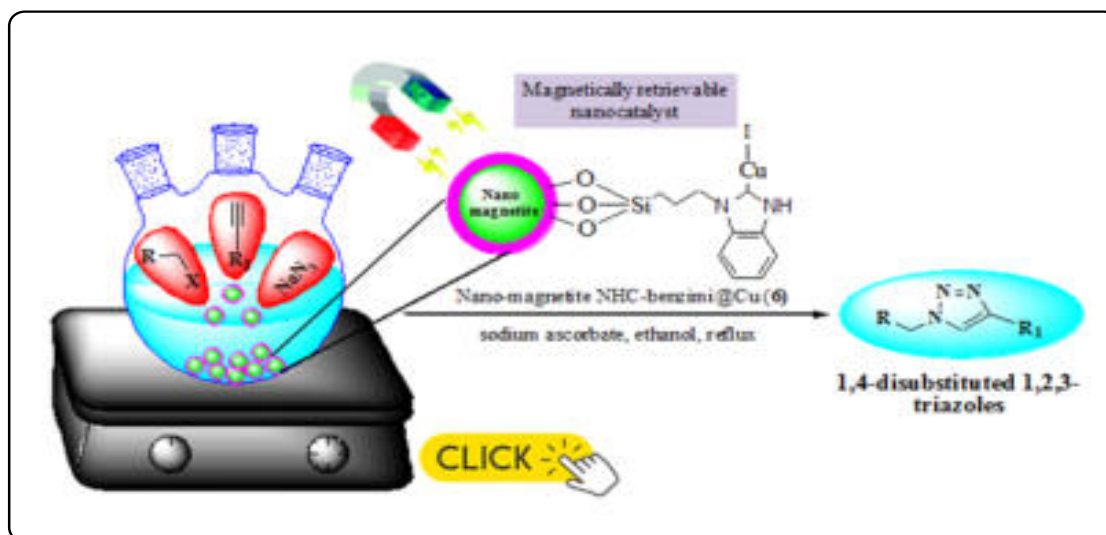 Magnetically retrievable
nanocatalyst
I
Cu
Nano
magnetite
O
O
O
Si
N
NH
R
X
R₁
NaN₃
Nano-magnetite NHC-benzimi@Cu (6)
sodium ascorbate, ethanol, reflux
N=N
R
N
R₁
1,4-disubstituted 1,2,3-
triazoles
CLICK